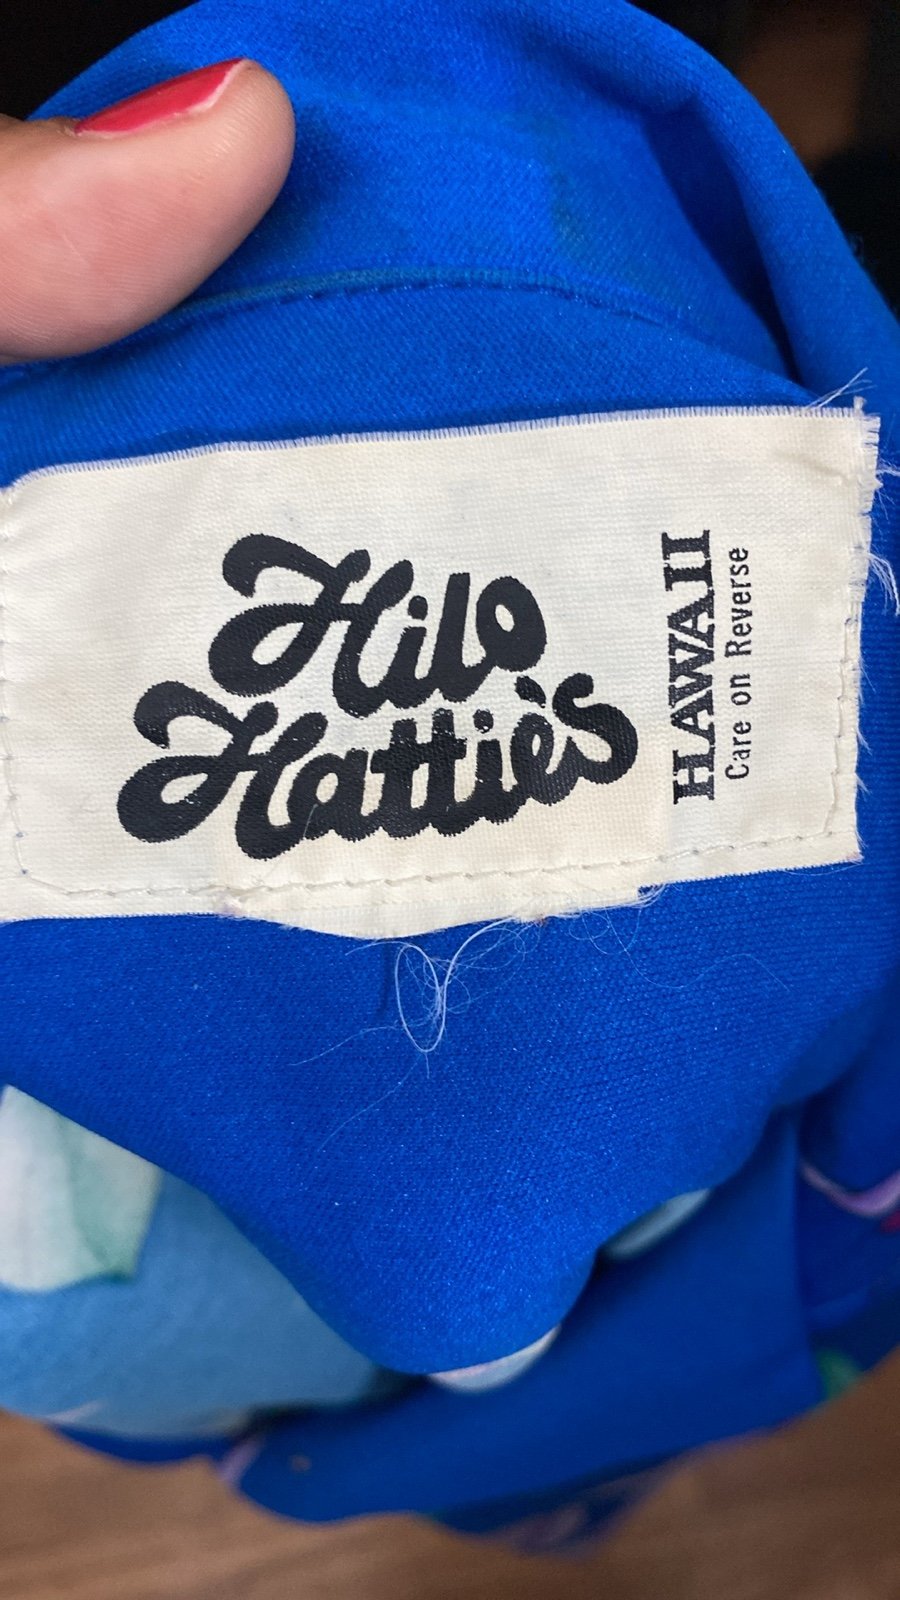 Hilo
Hattie's
HAWAII
Care on Reverse